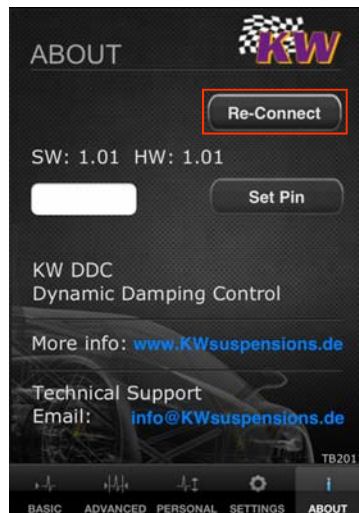 ABOUT
KW
Re-Connect
SW: 1.01 HW: 1.01
Set Pin
KW DDC
Dynamic Damping Control
More info: www.KWsuspensions.de
Technical Support
Email: info@KWsuspensions.de
TB201
BASIC ADVANCED PERSONAL SETTINGS ABOUT